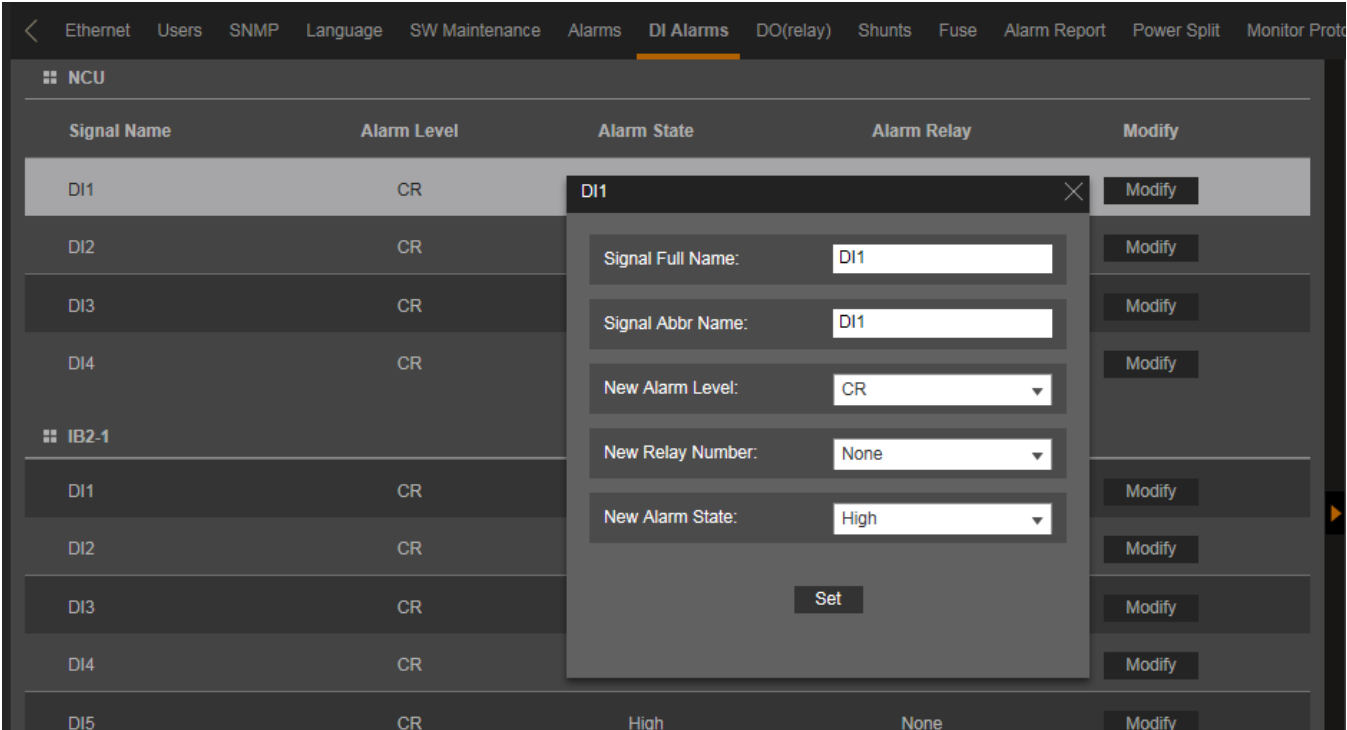 Ethernet Users SNMP Language SW Maintenance Alarms DI Alarms DO(relay) Shunts Fuse Alarm Report Power Split Monitor
NCU
Signal Name Alarm Level Alarm State Alarm Relay Modify
DI1 CR Modify
DI1
DI2 CR Modify
Signal Full Name: DI1
DI3 CR Modify
Signal Abbr Name: DI1
DI4 CR Modify
New Alarm Level: CR
IB2-1
New Relay Number: None
DI1 CR Modify
New Alarm State: High
DI2 CR Modify
DI3 CR Modify
Set
DI4 CR Modify
DI5 CR High None Modify